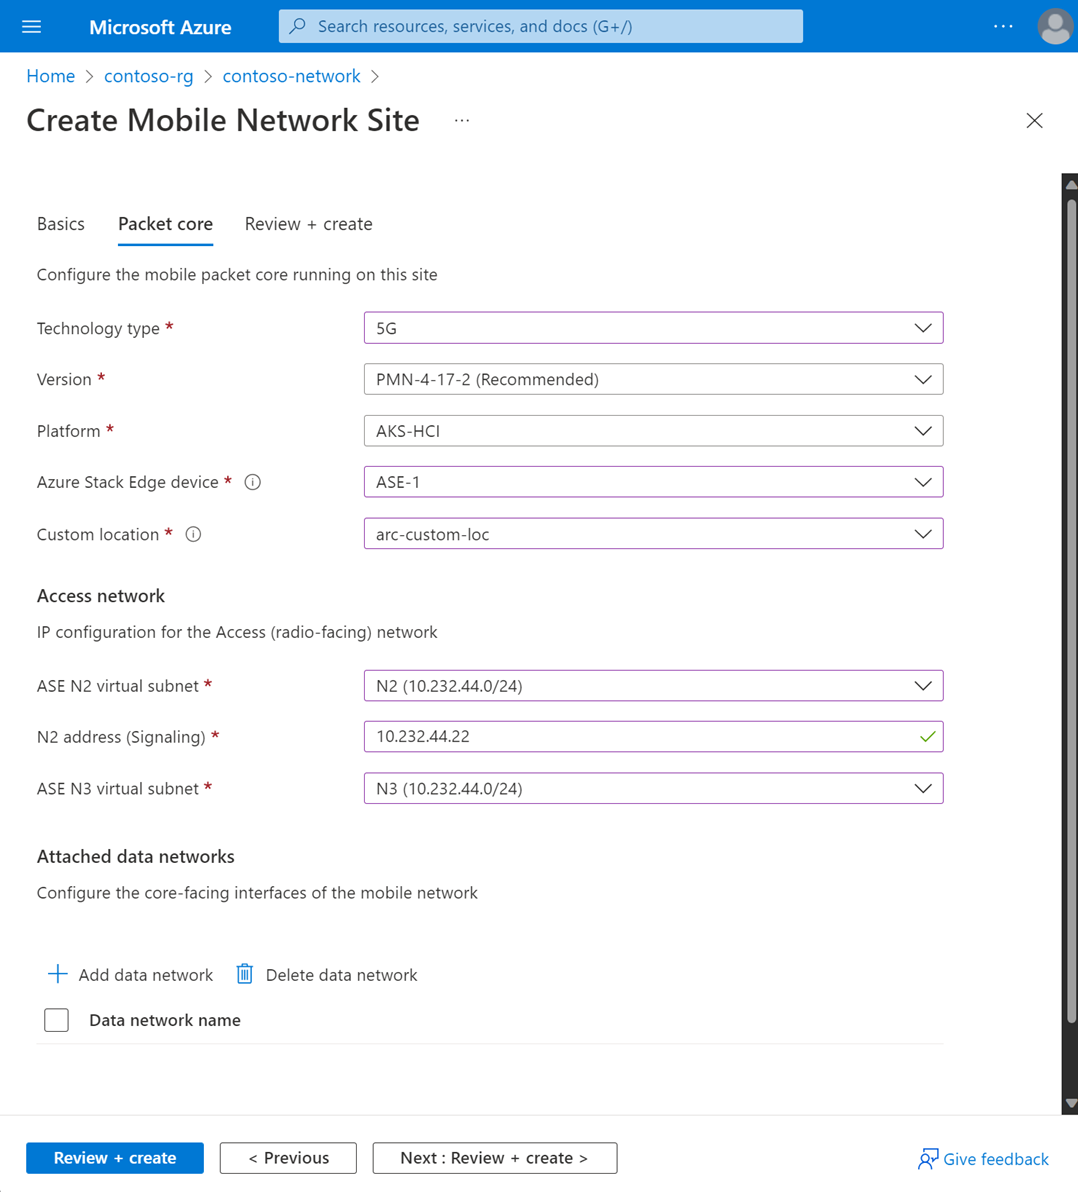 Microsoft Azure
Search resources, services, and docs (G+/)
Home > contoso-rg > contoso-network >
Create Mobile Network Site ...
Basics Packet core Review + create
Configure the mobile packet core running on this site
Technology type * 5G
Version * PMN-4-17-2 (Recommended)
Platform * AKS-HCI
Azure Stack Edge device * ASE-1
Custom location * arc-custom-loc
Access network
IP configuration for the Access (radio-facing) network
ASE N2 virtual subnet * N2 (10.232.44.0/24)
N2 address (Signaling) * 10.232.44.22
ASE N3 virtual subnet * N3 (10.232.44.0/24)
Attached data networks
Configure the core-facing interfaces of the mobile network
Add data network Delete data network
Data network name
Review + create < Previous Next : Review + create > Give feedback